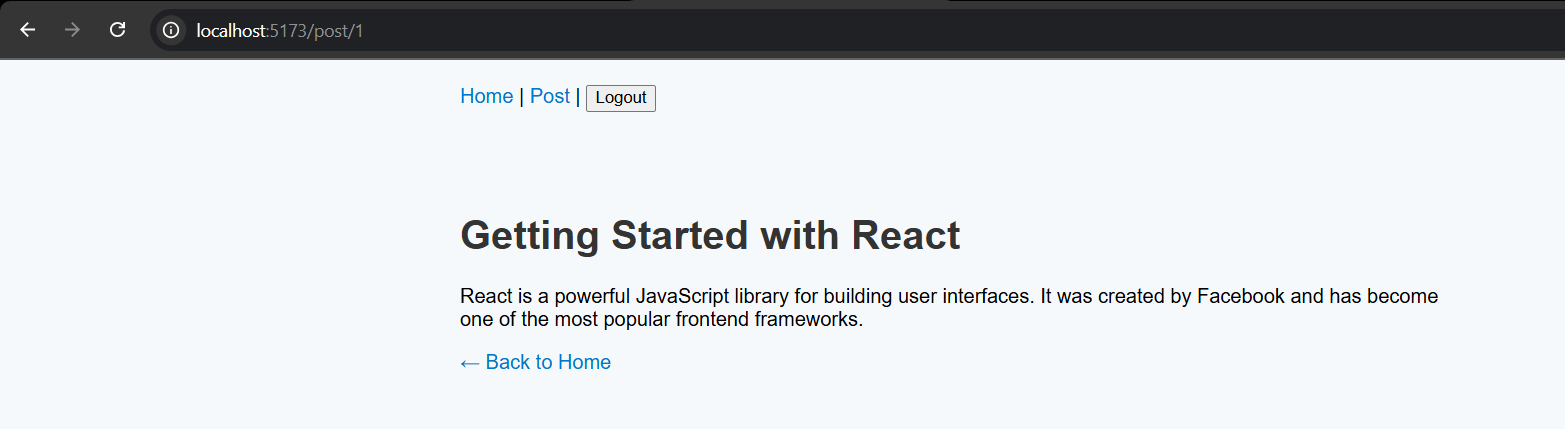 localhost:5173/post/1
Home | Post | Logout
Getting Started with React
React is a powerful JavaScript library for building user interfaces. It was created by Facebook and has become
one of the most popular frontend frameworks.
← Back to Home